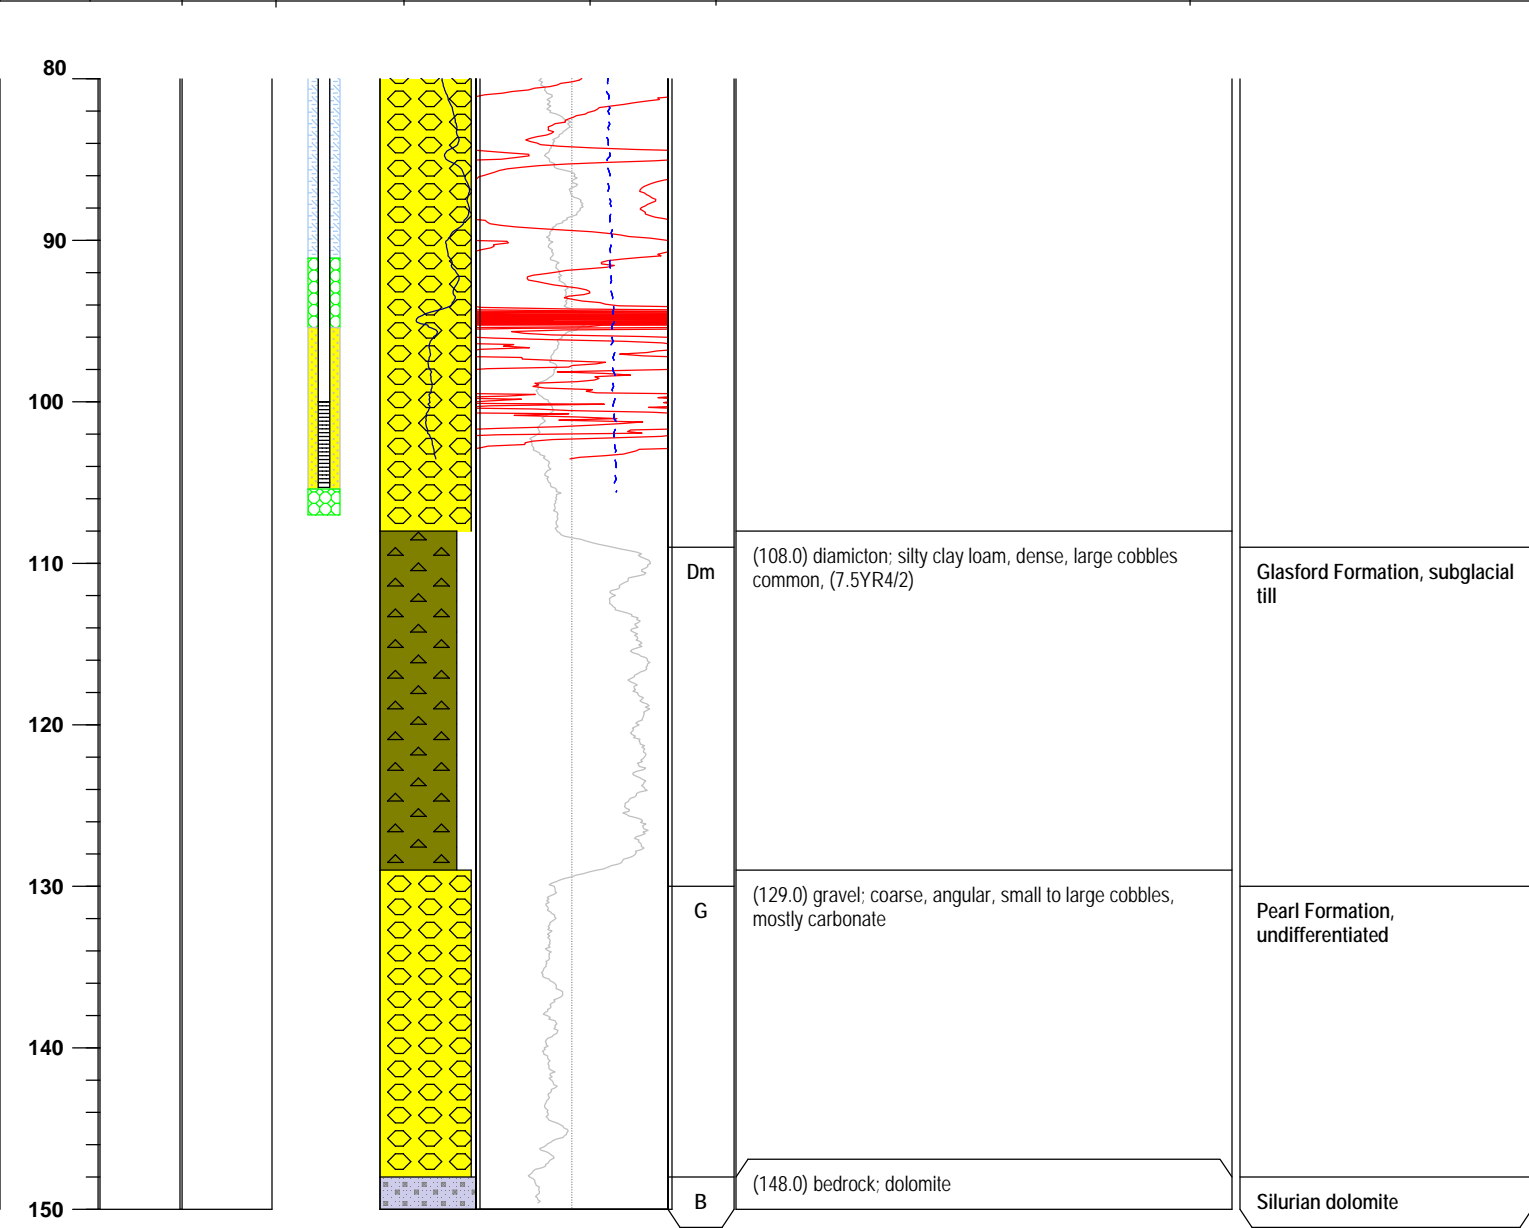 80
90
100
110
120
130
140
150
Dm
(108.0) diamicton; silty clay loam, dense, large cobbles
common, (7.5YR4/2)
Glasford Formation, subglacial
till
G
(129.0) gravel; coarse, angular, small to large cobbles,
mostly carbonate
Pearl Formation,
undifferentiated
B
(148.0) bedrock; dolomite
Silurian dolomite